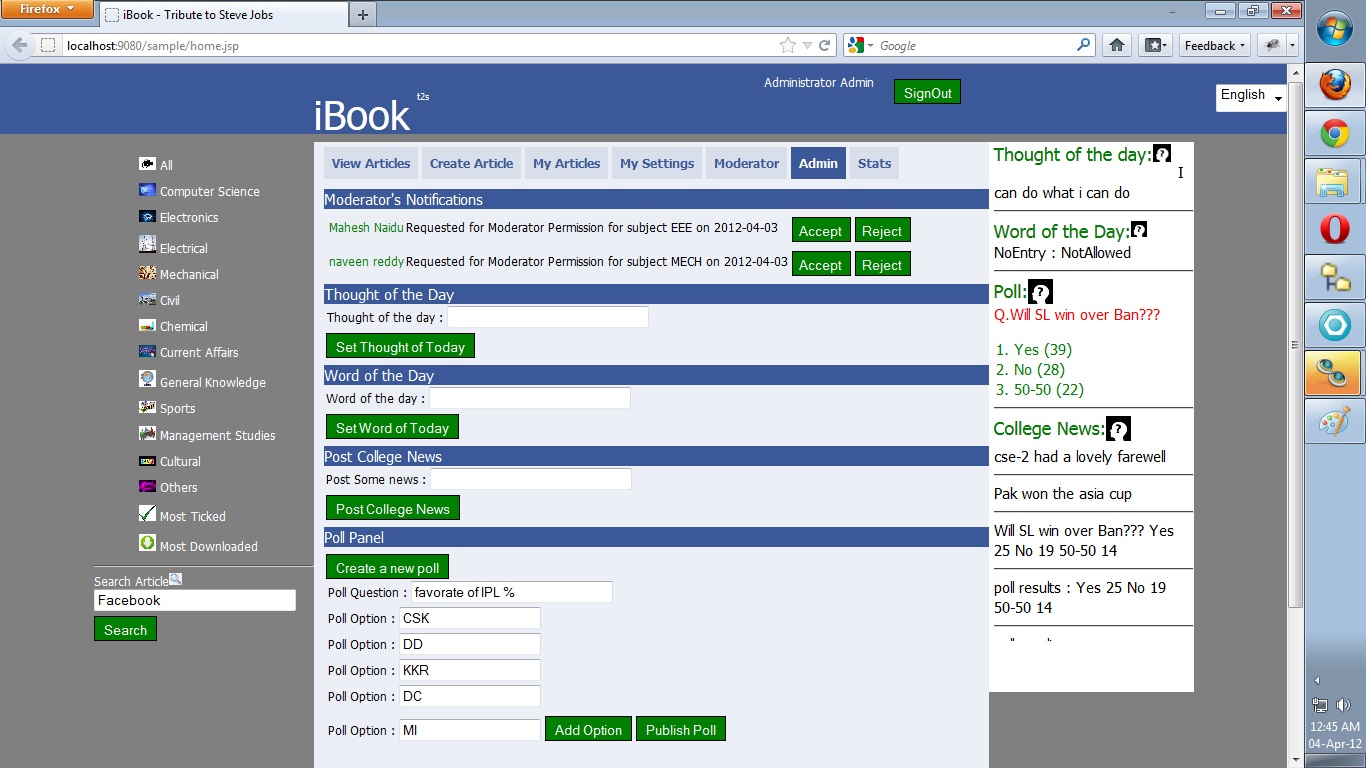 Firefox
iBook - Tribute to Steve Jobs
localhost:9080/sample/home.jsp
Google
Feedback
iBook t2s
Administrator Admin
SignOut
English
All
Computer Science
Electronics
Electrical
Mechanical
Civil
Chemical
Current Affairs
General Knowledge
Sports
Management Studies
Cultural
Others
Most Ticked
Most Downloaded
Search Article
Facebook
Search
View Articles Create Article My Articles My Settings Moderator Admin Stats
Moderator's Notifications
Mahesh Naidu Requested for Moderator Permission for subject EEE on 2012-04-03 Accept Reject
naveen reddy Requested for Moderator Permission for subject MECH on 2012-04-03 Accept Reject
Thought of the Day
Thought of the day :
Set Thought of Today
Word of the Day
Word of the day :
Set Word of Today
Post College News
Post Some news :
Post College News
Poll Panel
Create a new poll
Poll Question : favorate of IPL %
Poll Option : CSK
Poll Option : DD
Poll Option : KKR
Poll Option : DC
Poll Option : MI Add Option Publish Poll
Thought of the day:
can do what i can do
Word of the Day:
NoEntry : NotAllowed
Poll:
Q.Will SL win over Ban???
1. Yes (39)
2. No (28)
3. 50-50 (22)
College News:
cse-2 had a lovely farewell
Pak won the asia cup
Will SL win over Ban??? Yes
25 No 19 50-50 14
poll results : Yes 25 No 19
50-50 14
12:45 AM
04-Apr-12